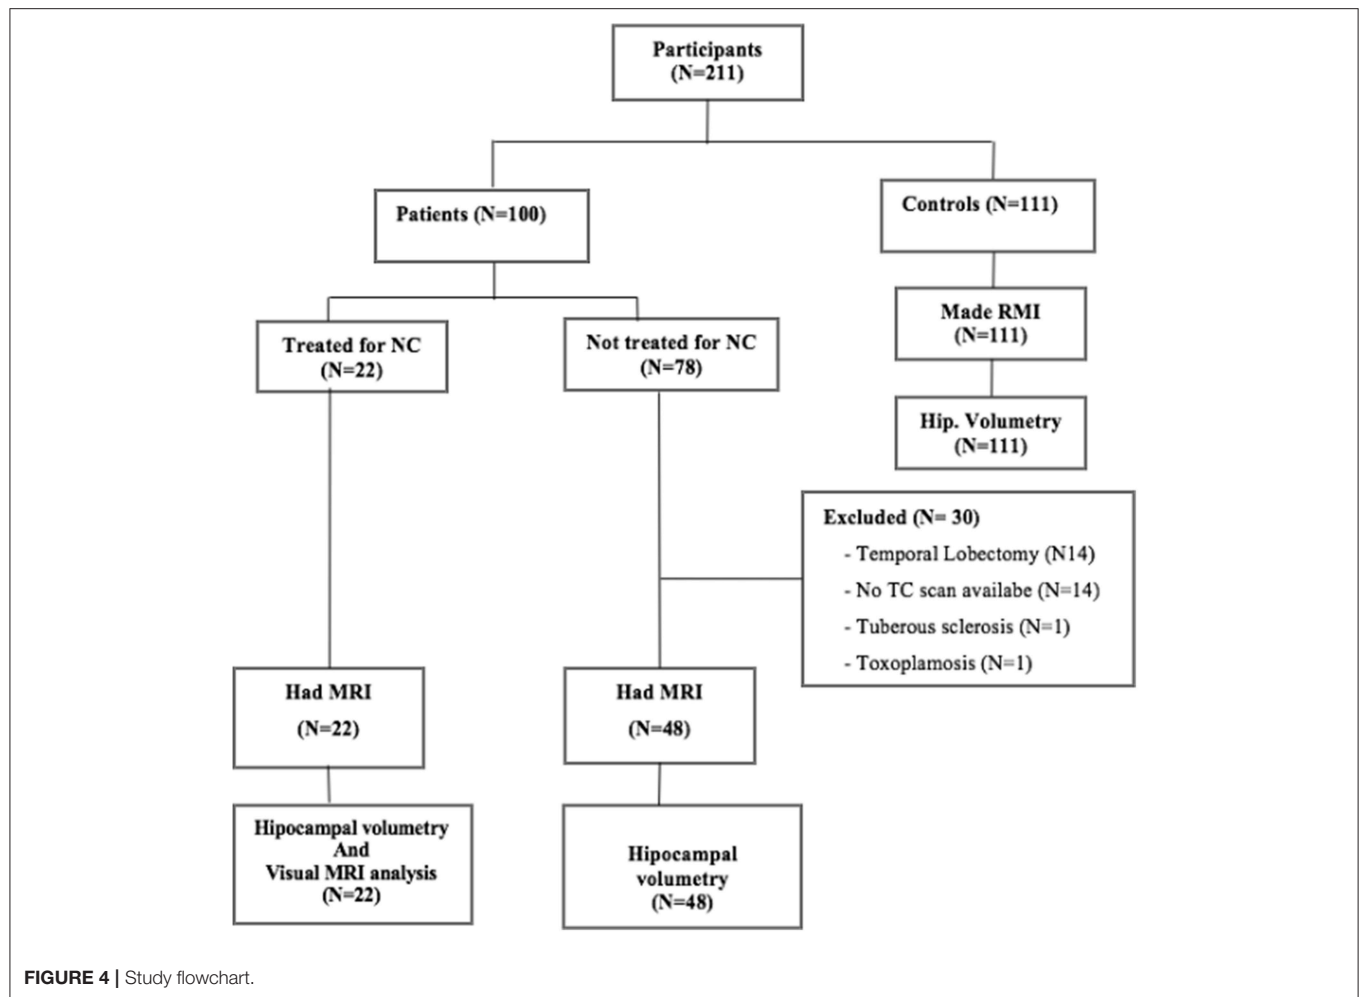 Participants
(N=211)
Patients (N=100)
Controls (N=111)
Made RMI
(N=111)
Hip. Volumetry
(N=111)
Treated for NC
(N=22)
Not treated for NC
(N=78)
Excluded (N= 30)
- Temporal Lobectomy (N14)
- No TC scan availabe (N=14)
- Tuberous sclerosis (N=1)
- Toxoplamosis (N=1)
Had MRI
(N=22)
Had MRI
(N=48)
Hipocampal volumetry
And
Visual MRI analysis
(N=22)
Hipocampal
volumetry
(N=48)
FIGURE 4 | Study flowchart.